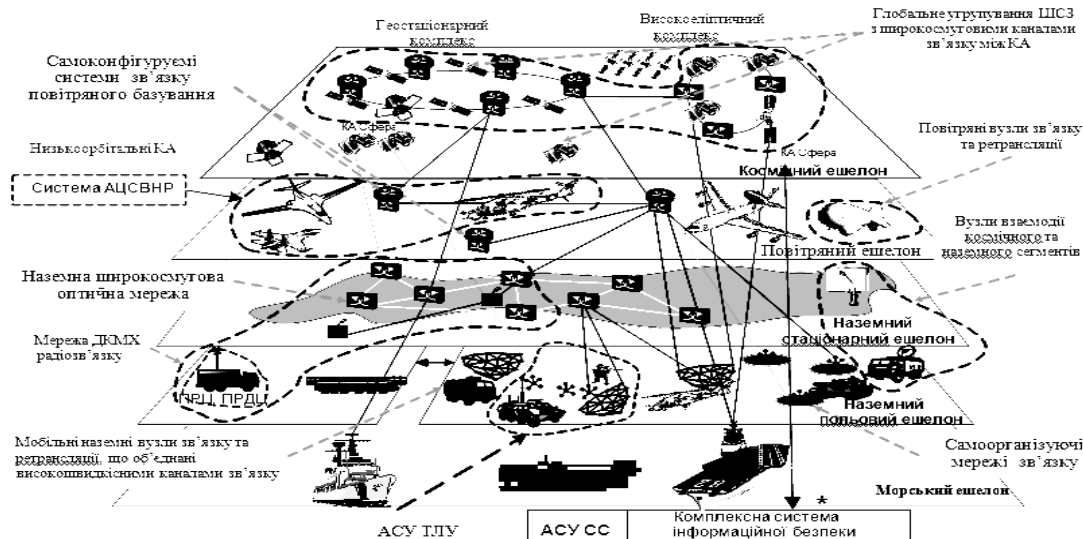 Геостаціонарний
комплекс
Високоеліптичний
комплекс
Глобальне угрупування ШСЗ
з широкосмуговими каналами
зв’язку між КА
Самоконфігуруємі
системи зв’язку
повітряного базування
КА Сфера
КА Сфера
Низькоорбітальні КА
Космічний ешелон
Повітряні вузли зв’язку
та ретрансляції
Система АЦСВНР
Вузли взаємодії
космічного та
наземного сегментів
Повітряний ешелон
Наземна широкосмугова
оптична мережа
Наземний
стаціонарний ешелон
Мережа ДКМХ
радіозв’язку
ПРЦ, ПРДЦ
Наземний
польовий ешелон
Мобільні наземні вузли зв’язку та
ретрансляції, що об’єднані
високошвидкісними каналами зв’язку
Самоорганізуючі
мережі зв’язку
Морський ешелон
*
АСУ ТЛУ
АСУ СС
Комплексна система
інформаційної безпеки